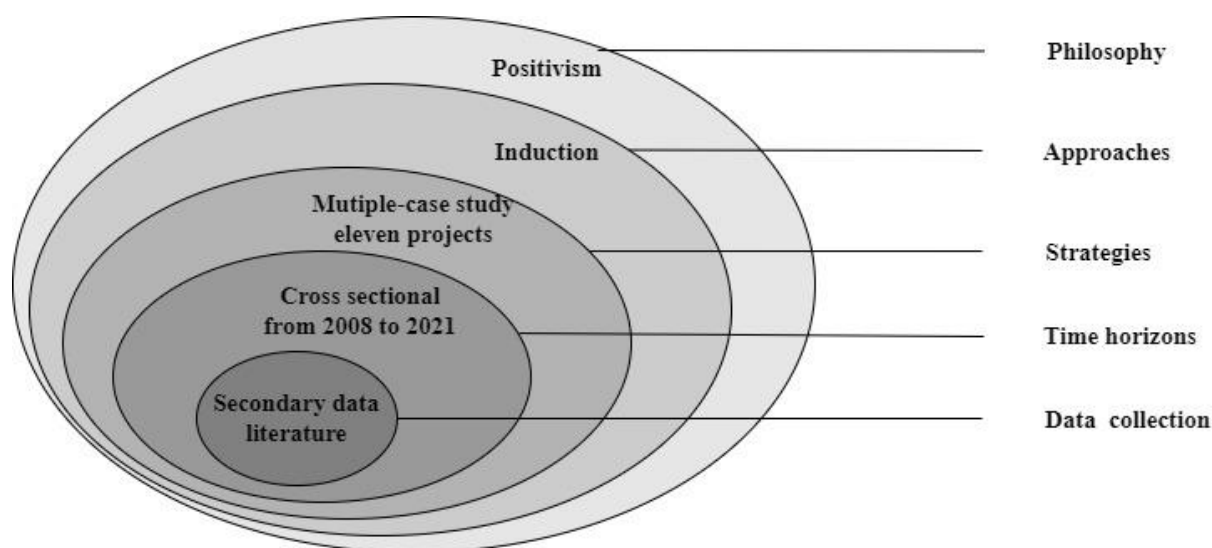 Positivism
Philosophy
Induction
Approaches
Mutiple-case study
eleven projects
Strategies
Cross sectional
from 2008 to 2021
Time horizons
Secondary data
literature
Data collection